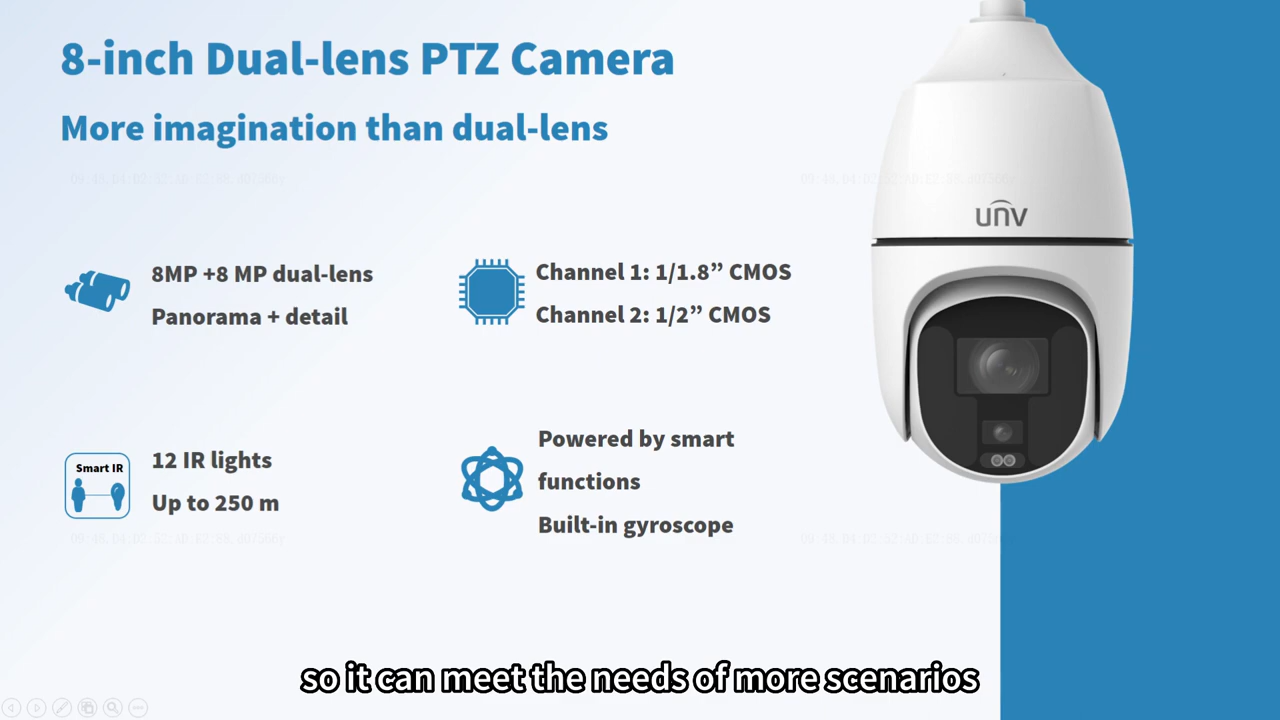 8-inch Dual-lens PTZ Camera
More imagination than dual-lens
8MP +8 MP dual-lens
Panorama + detail
Channel 1: 1/1.8” CMOS
Channel 2: 1/2” CMOS
Smart IR
12 IR lights
Up to 250 m
Powered by smart
functions
Built-in gyroscope
unv
so it can meet the needs of more scenarios